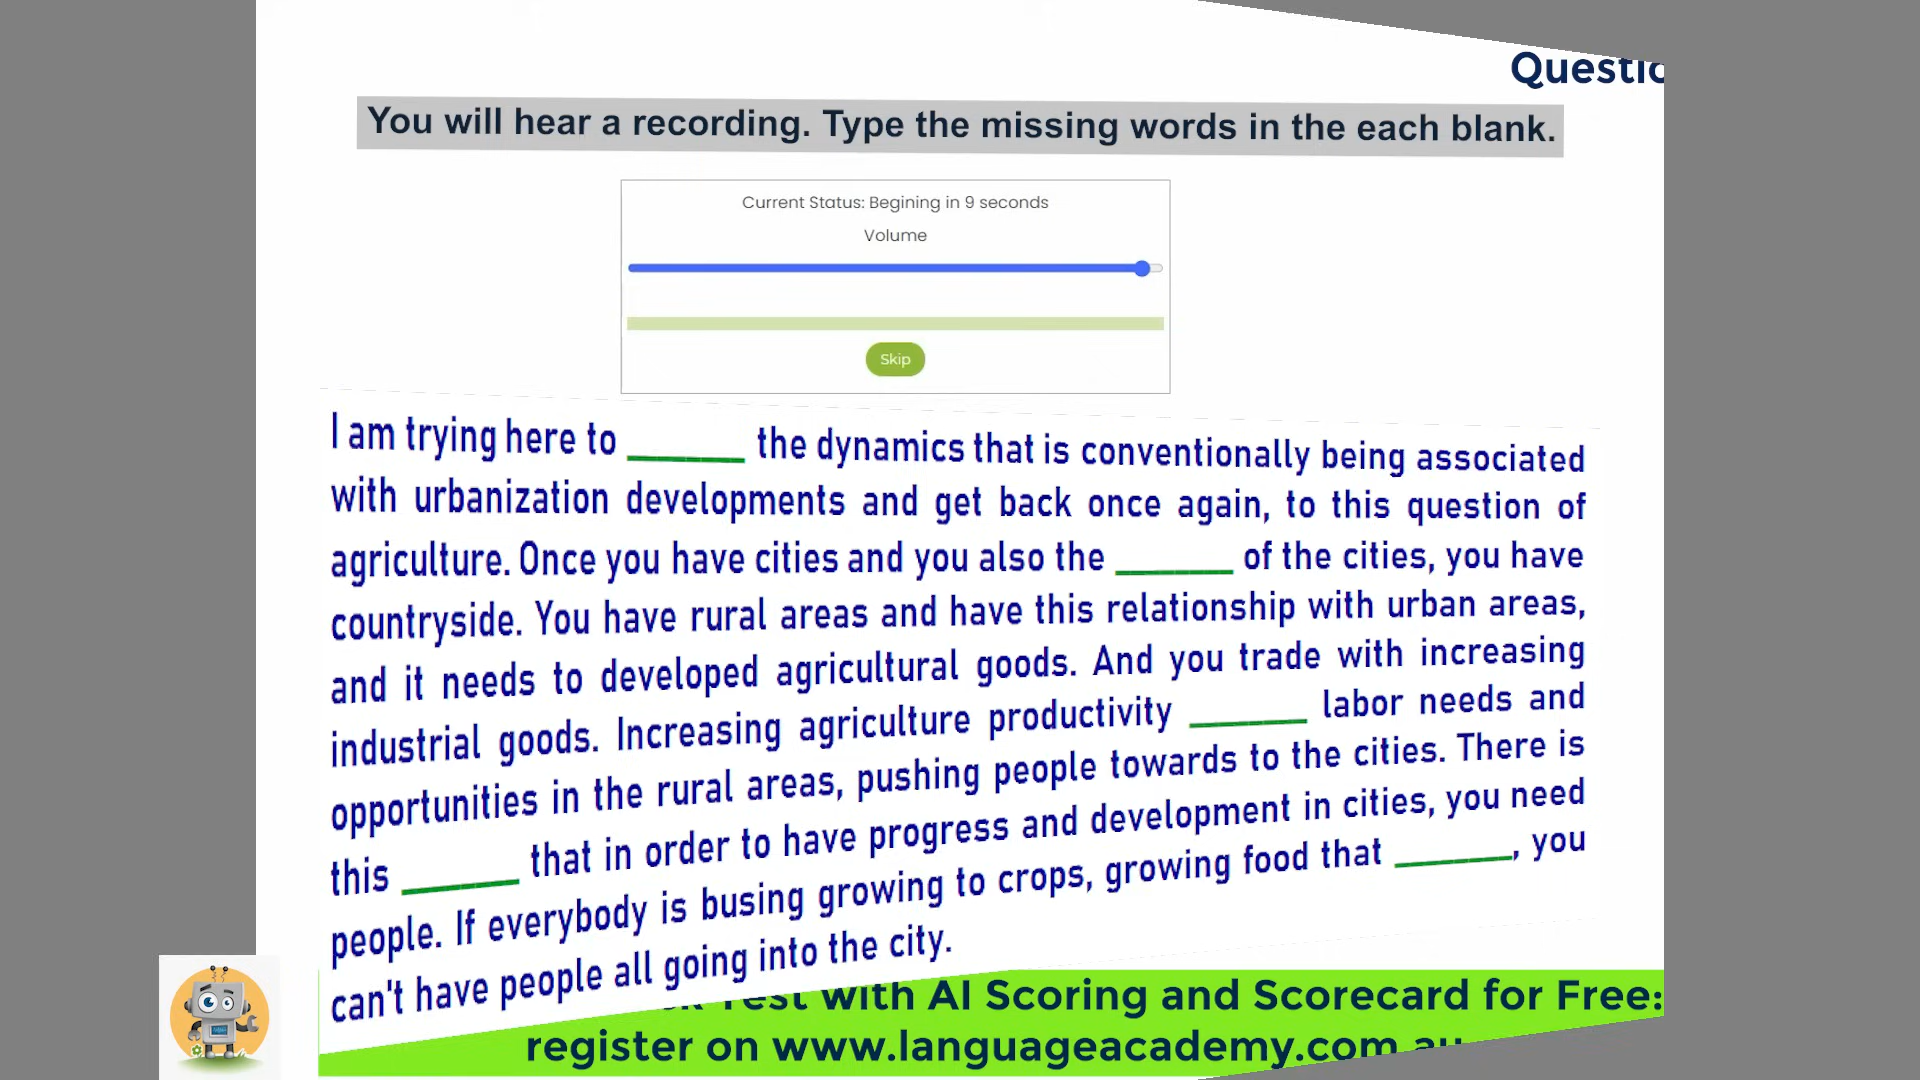 Questio
You will hear a recording. Type the missing words in the each blank.
Current Status: Begining in 9 seconds
Volume
Skip
I am trying here to ______ the dynamics that is conventionally being associated
with urbanization developments and get back once again, to this question of
agriculture. Once you have cities and you also the ______ of the cities, you have
countryside. You have rural areas and have this relationship with urban areas,
and it needs to developed agricultural goods. And you trade with increasing
industrial goods. Increasing agriculture productivity ______ labor needs and
opportunities in the rural areas, pushing people towards to the cities. There is
this ______ that in order to have progress and development in cities, you need
people. If everybody is busing growing to crops, growing food that ______, you
can't have people all going into the city.
Test with AI Scoring and Scorecard for Free:
register on www.languageacademy.com.au